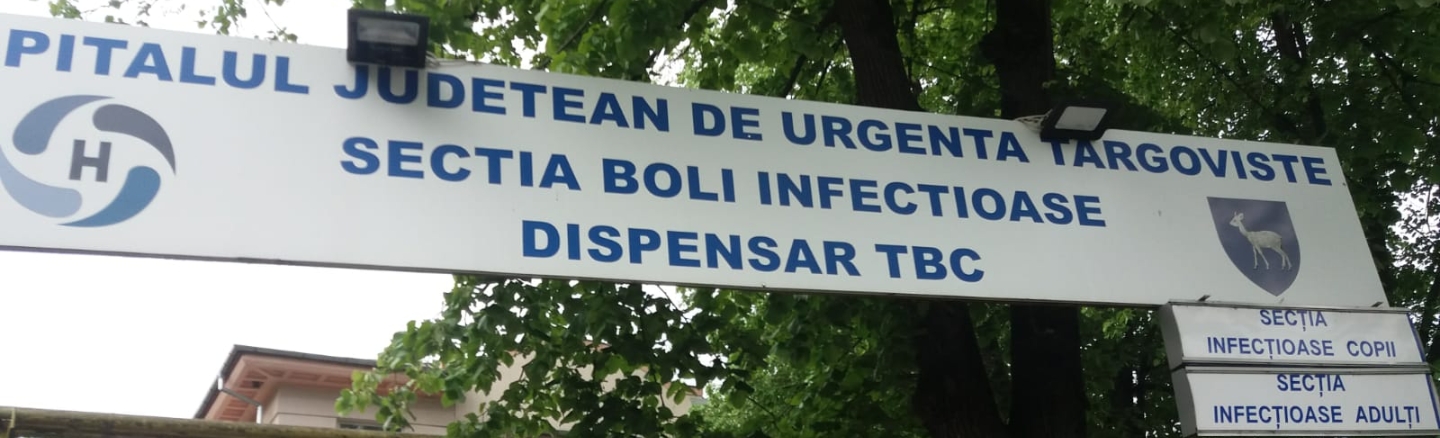 PITALUL JUDETEAN DE URGENTA TARGOVISTE
SECTIA BOLI INFECTIOASE
DISPENSAR TBC
H
SECȚIA
INFECȚIOASE COPII
SECȚIA
INFECȚIOASE ADULȚI